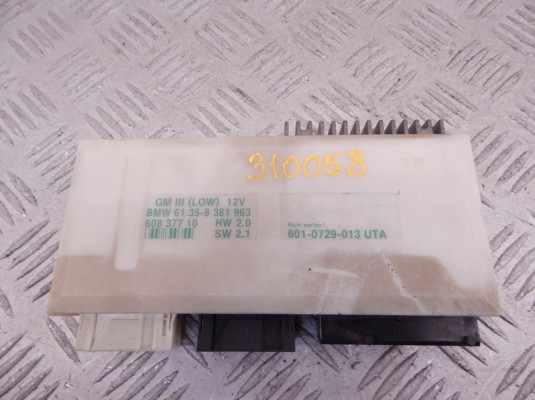 310058
GM III (LOW) 12V
BMW 61.35-8 381 963
608 377 10 HW 2.0
SW 2.1
601-0729-013 UTA